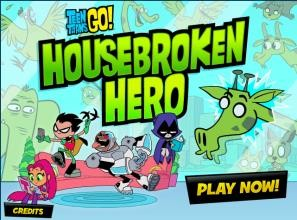 TEEN TITANS GO!
HOUSEBROKEN
HERO
PLAY NOW!
CREDITS